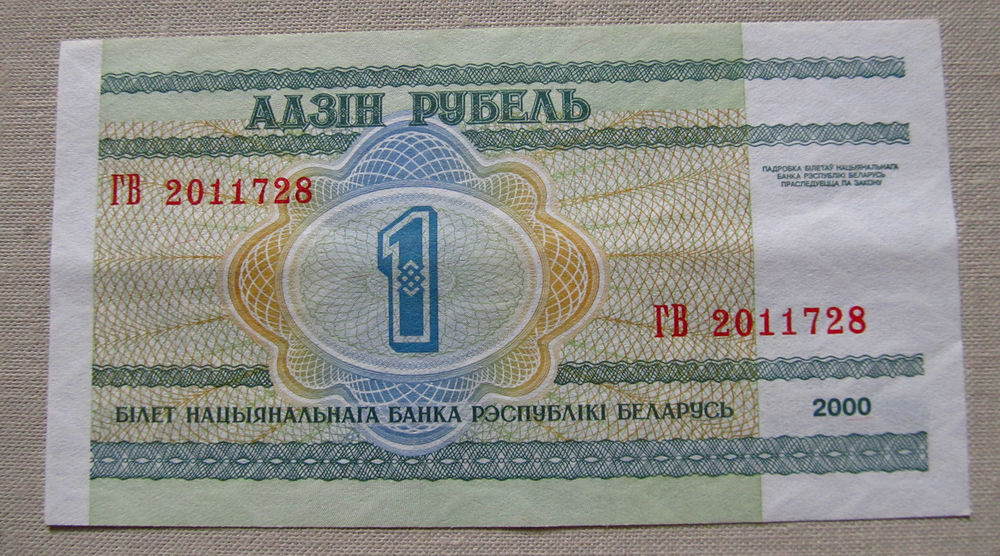 АДЗІН РУБЕЛЬ
ГВ 2011728
ПАДРОБКА БІЛЕТАЎ НАЦЫЯНАЛЬНАГА
БАНКА РЭСПУБЛІКІ БЕЛАРУСЬ
ПРАСЛЕДУЕЦЦА ПА ЗАКОНУ
1
ГВ 2011728
БІЛЕТ НАЦЫЯНАЛЬНАГА БАНКА РЭСПУБЛІКІ БЕЛАРУСЬ
2000